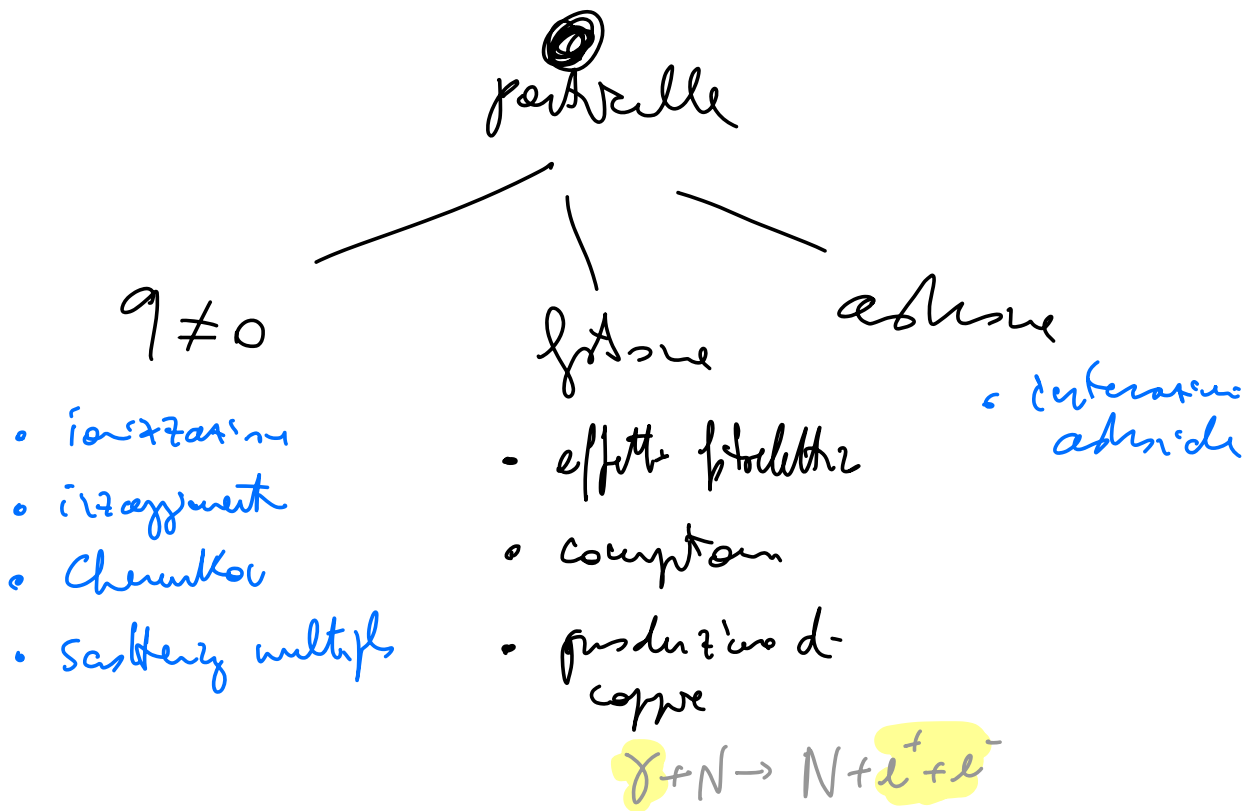 particelle
q ≠ 0
fotone
adrone
• ionizzazione
• irraggiamento
• Cherenkov
• scattering multiplo
• effetto fotoelettrico
• compton
• produzione di
coppie
γ + N → N + e⁺ + e⁻
• interazioni
adroniche